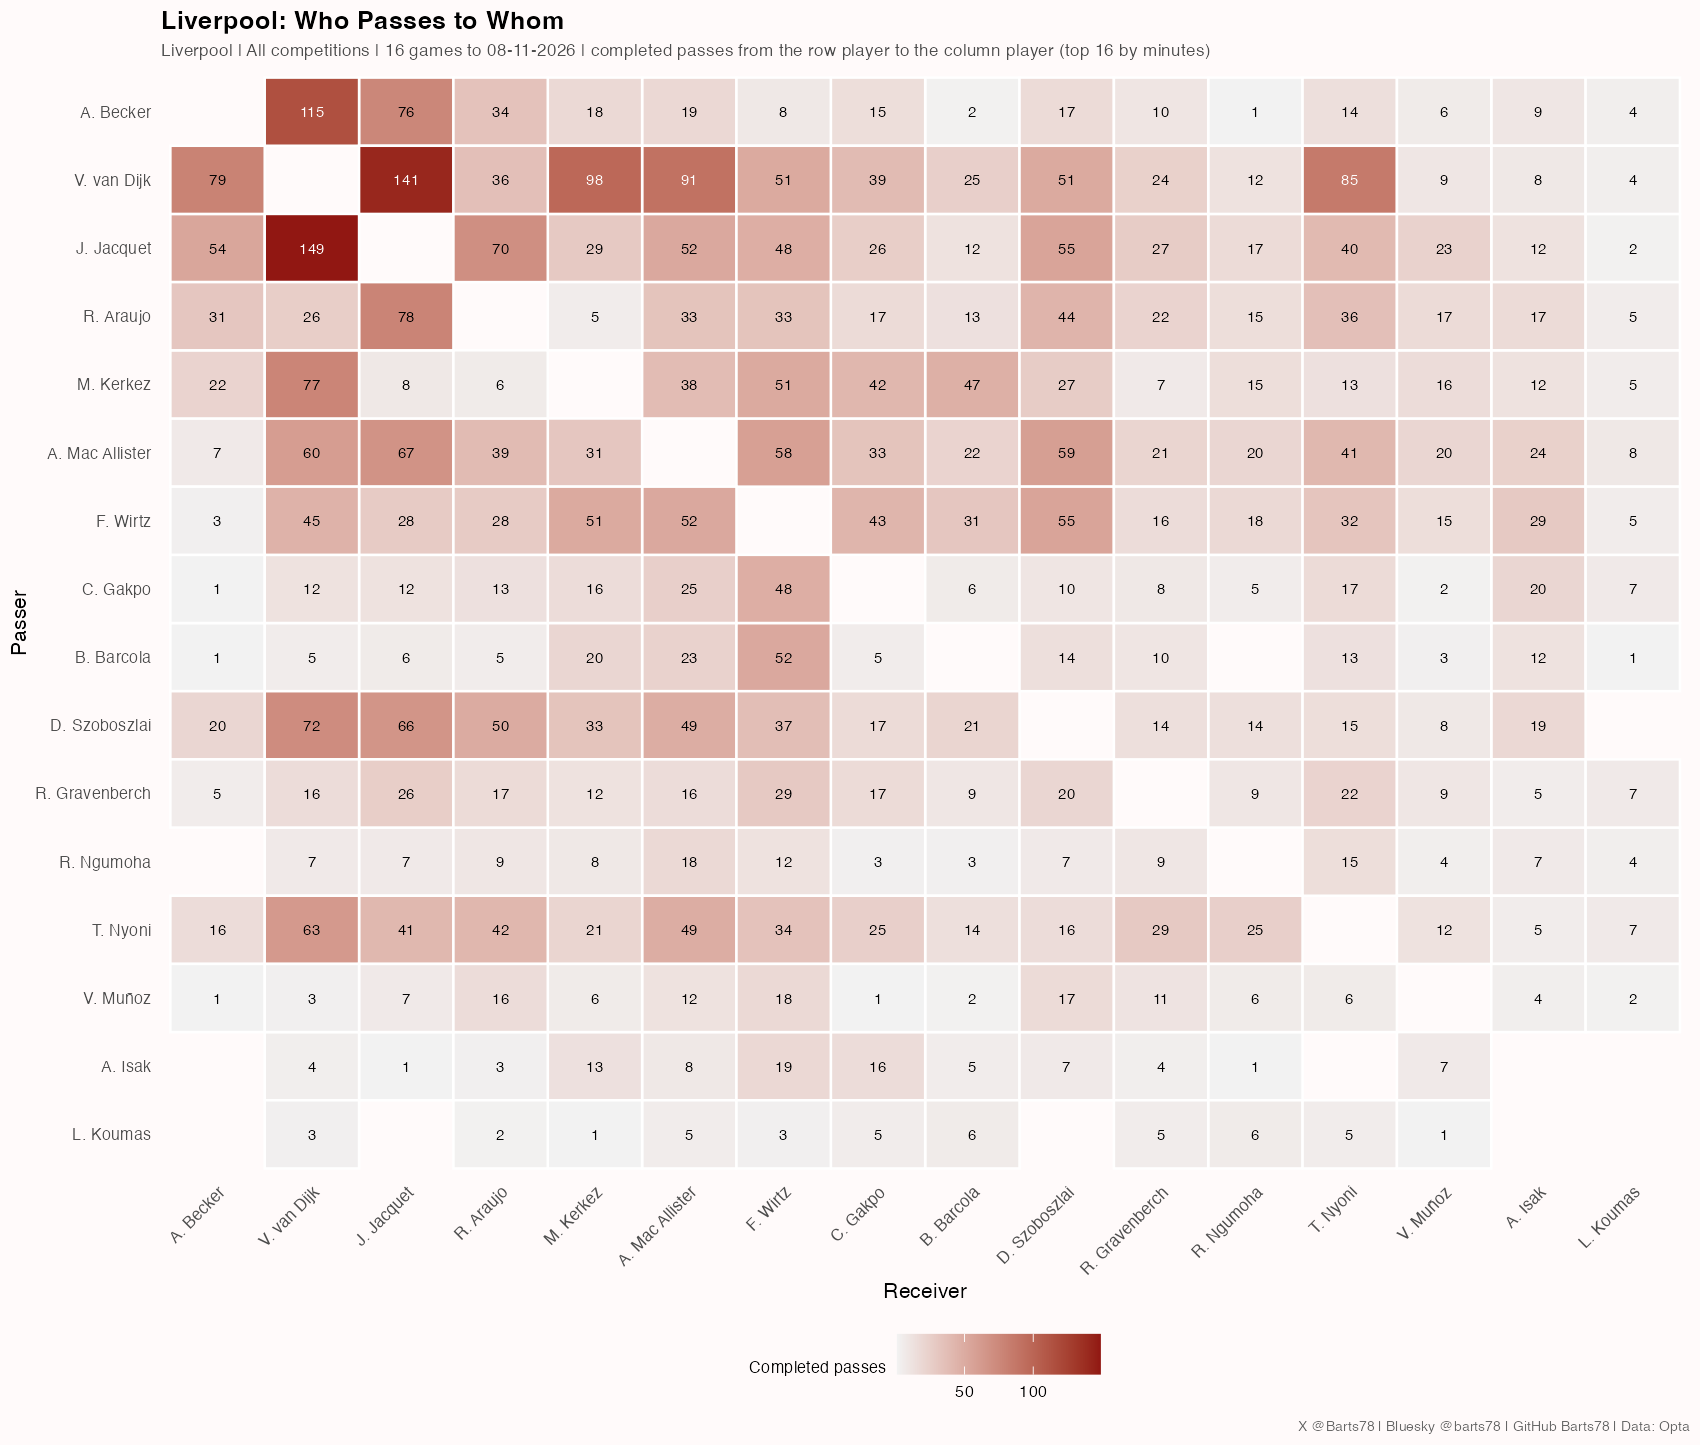 Liverpool: Who Passes to Whom
Liverpool | All competitions | 16 games to 08-11-2026 | completed passes from the row player to the column player (top 16 by minutes)
A. Becker 115 76 34 18 19 8 15 2 17 10 1 14 6 9 4
V. van Dijk 79 141 36 98 91 51 39 25 51 24 12 85 9 8 4
J. Jacquet 54 149 70 29 52 48 26 12 55 27 17 40 23 12 2
R. Araujo 31 26 78 5 33 33 17 13 44 22 15 36 17 17 5
M. Kerkez 22 77 8 6 38 51 42 47 27 7 15 13 16 12 5
A. Mac Allister 7 60 67 39 31 58 33 22 59 21 20 41 20 24 8
F. Wirtz 3 45 28 28 51 52 43 31 55 16 18 32 15 29 5
C. Gakpo 1 12 12 13 16 25 48 6 10 8 5 17 2 20 7
B. Barcola 1 5 6 5 20 23 52 5 14 10 13 3 12 1
D. Szoboszlai 20 72 66 50 33 49 37 17 21 14 14 15 8 19
R. Gravenberch 5 16 26 17 12 16 29 17 9 20 9 22 9 5 7
R. Ngumoha 7 7 9 8 18 12 3 3 7 9 15 4 7 4
T. Nyoni 16 63 41 42 21 49 34 25 14 16 29 25 12 5 7
V. Muñoz 1 3 7 16 6 12 18 1 2 17 11 6 6 4 2
A. Isak 4 1 3 13 8 19 16 5 7 4 1 7
L. Koumas 3 2 1 5 3 5 6 5 6 5 1
Passer
A. Becker V. van Dijk J. Jacquet R. Araujo M. Kerkez A. Mac Allister F. Wirtz C. Gakpo B. Barcola D. Szoboszlai R. Gravenberch R. Ngumoha T. Nyoni V. Muñoz A. Isak L. Koumas
Receiver
Completed passes
50 100
X @Barts78 | Bluesky @barts78 | GitHub Barts78 | Data: Opta